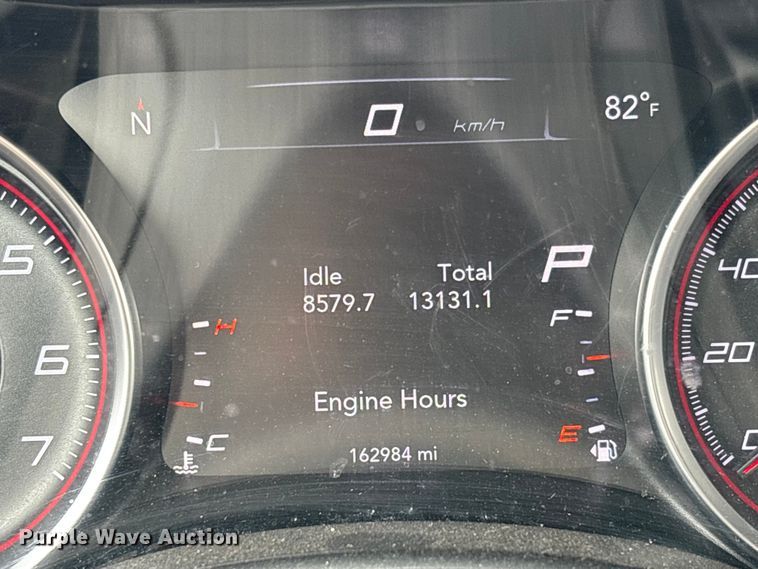 N
0 km/h
82°F
Idle Total
8579.7 13131.1
P
H
F
C
E
Engine Hours
162984 mi
5
6
7
40
20
0
Purple Wave Auction